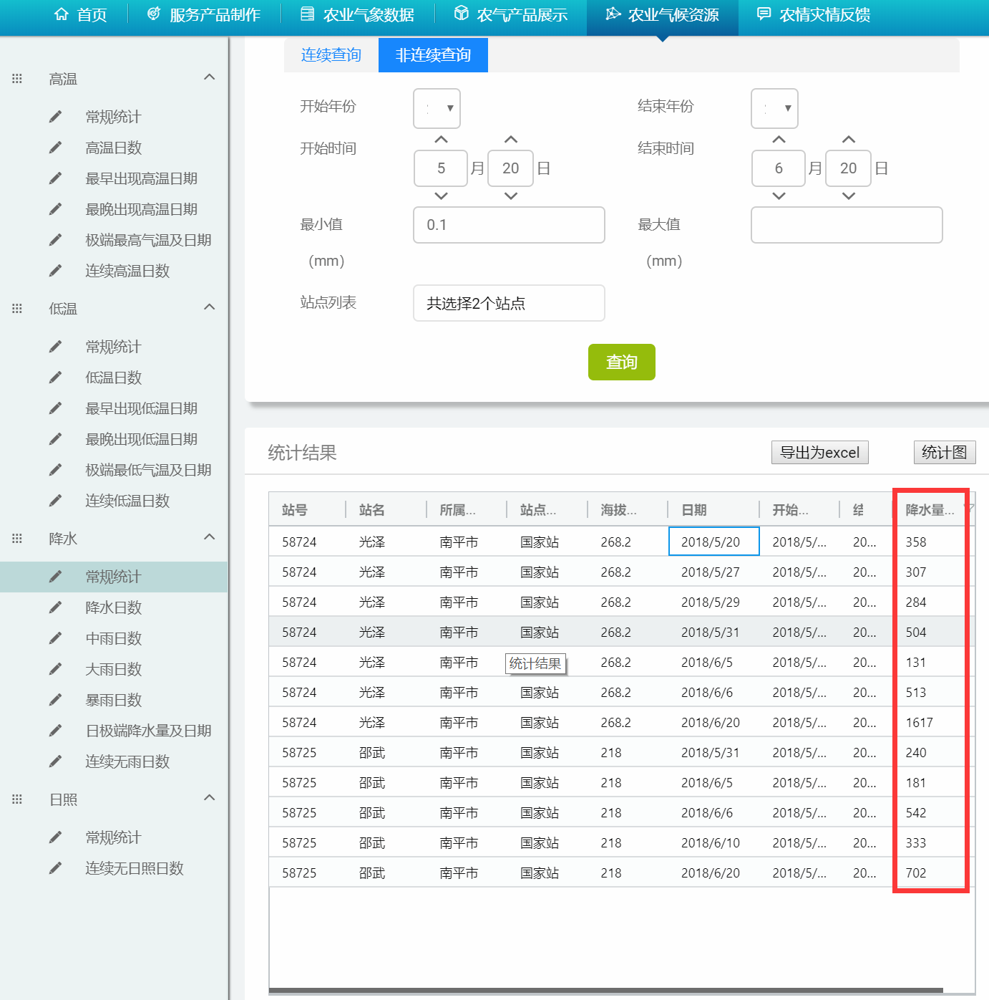 首页 服务产品制作 农业气象数据 农气产品展示 农业气候资源 农情灾情反馈
高温
常规统计
高温日数
最早出现高温日期
最晚出现高温日期
极端最高气温及日期
连续高温日数
低温
常规统计
低温日数
最早出现低温日期
最晚出现低温日期
极端最低气温及日期
连续低温日数
降水
常规统计
降水日数
中雨日数
大雨日数
暴雨日数
日极端降水量及日期
连续无雨日数
日照
常规统计
连续无日照日数
连续查询 非连续查询
开始年份 结束年份
开始时间 5 月 20 日 结束时间 6 月 20 日
最小值 0.1 最大值
(mm) (mm)
站点列表 共选择2个站点
查询
统计结果 导出为excel 统计图
站号 站名 所属... 站点... 海拔... 日期 开始... 结 降水量...
58724 光泽 南平市 国家站 268.2 2018/5/20 2018/5/... 20... 358
58724 光泽 南平市 国家站 268.2 2018/5/27 2018/5/... 20... 307
58724 光泽 南平市 国家站 268.2 2018/5/29 2018/5/... 20... 284
58724 光泽 南平市 国家站 268.2 2018/5/31 2018/5/... 20... 504
58724 光泽 南平市 统计结果 268.2 2018/6/5 2018/5/... 20... 131
58724 光泽 南平市 国家站 268.2 2018/6/6 2018/5/... 20... 513
58724 光泽 南平市 国家站 268.2 2018/6/20 2018/5/... 20... 1617
58725 邵武 南平市 国家站 218 2018/5/31 2018/5/... 20... 240
58725 邵武 南平市 国家站 218 2018/6/5 2018/5/... 20... 181
58725 邵武 南平市 国家站 218 2018/6/6 2018/5/... 20... 542
58725 邵武 南平市 国家站 218 2018/6/10 2018/5/... 20... 333
58725 邵武 南平市 国家站 218 2018/6/20 2018/5/... 20... 702